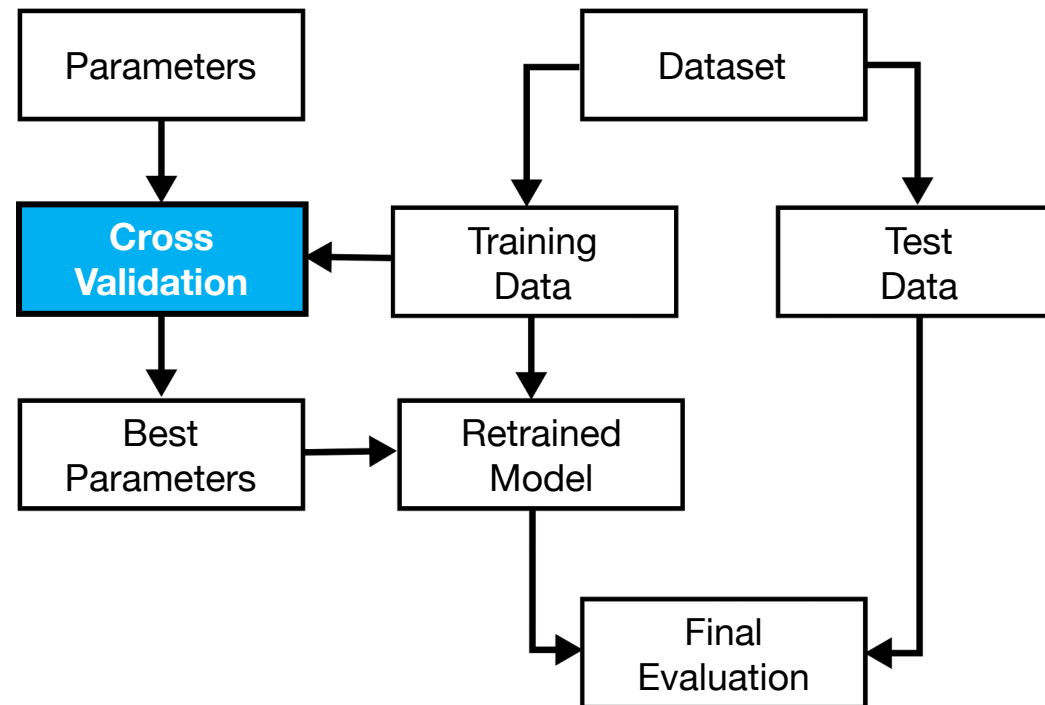 Parameters
Dataset
Cross
Validation
Training
Data
Test
Data
Best
Parameters
Retrained
Model
Final
Evaluation